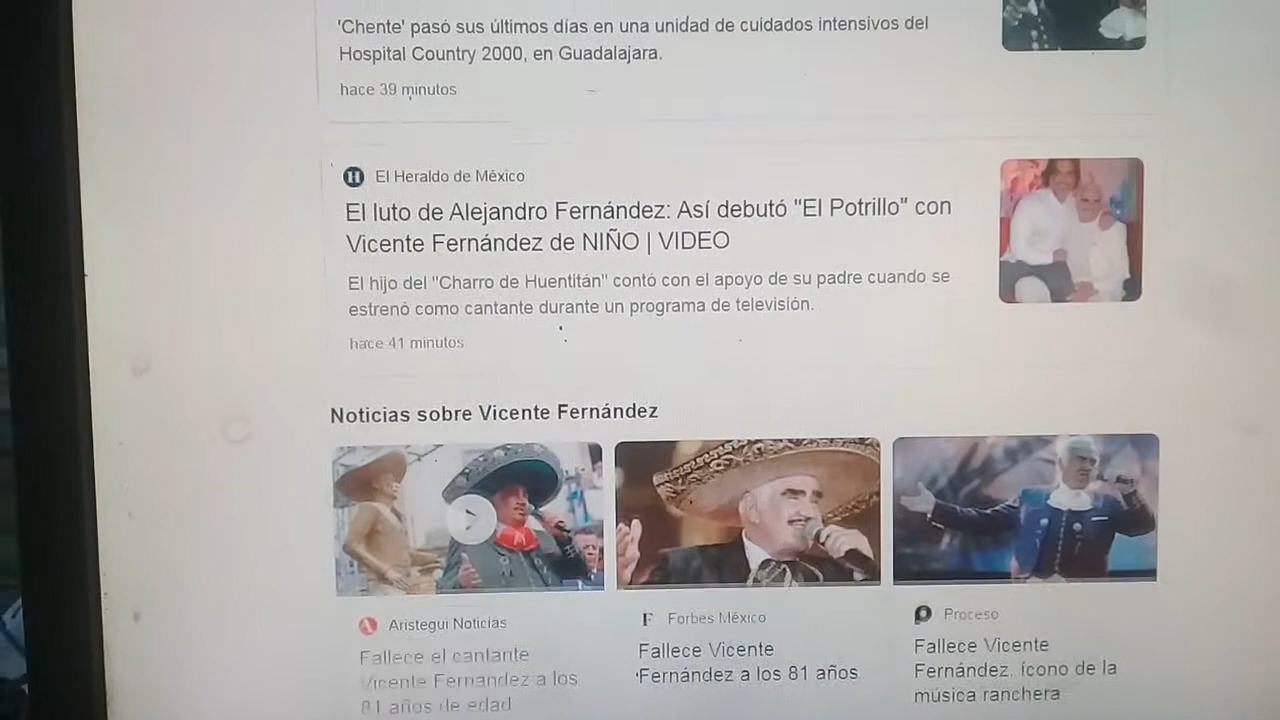 'Chente' pasó sus últimos días en una unidad de cuidados intensivos del
Hospital Country 2000, en Guadalajara.
hace 39 minutos
H El Heraldo de México
El luto de Alejandro Fernández: Así debutó "El Potrillo" con
Vicente Fernández de NIÑO | VIDEO
El hijo del "Charro de Huentitán" contó con el apoyo de su padre cuando se
estrenó como cantante durante un programa de televisión.
hace 41 minutos
Noticias sobre Vicente Fernández
Aristegui Noticias
Fallece el cantante
Vicente Fernandez a los
81 años de edad
F Forbes México
Fallece Vicente
Fernández a los 81 años
Proceso
Fallece Vicente
Fernández, ícono de la
música ranchera